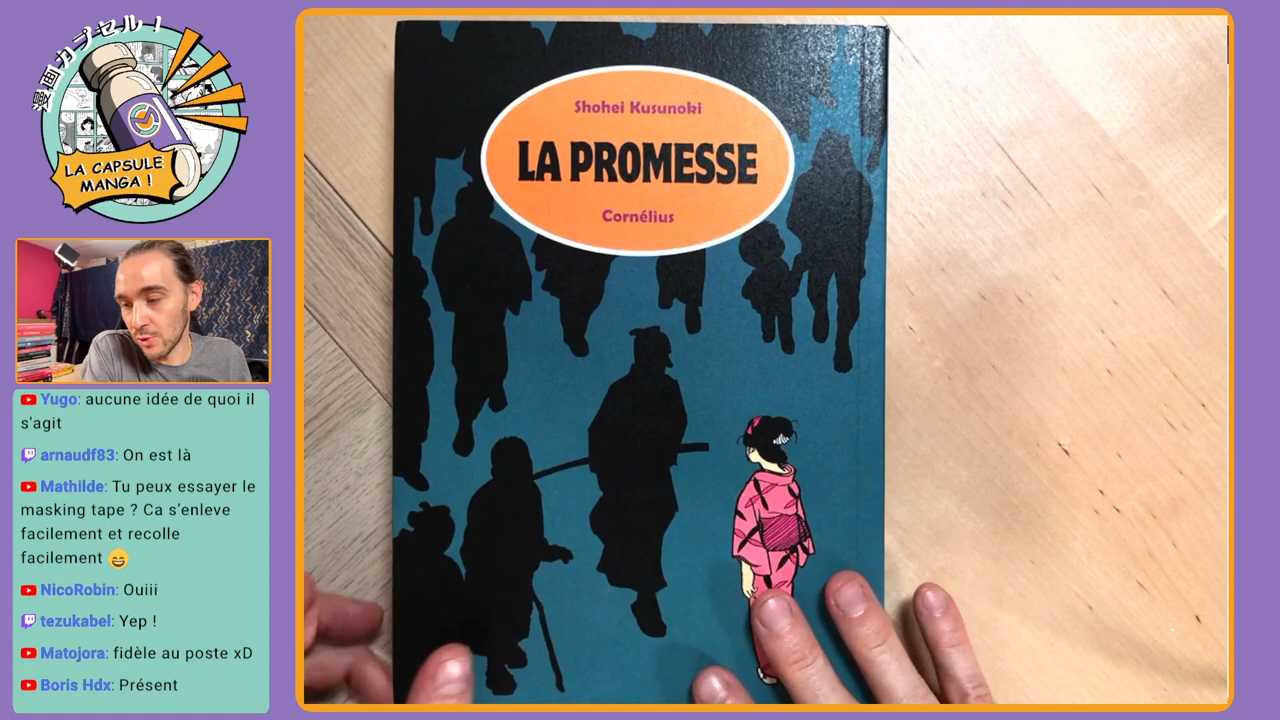 漫画カプセル!
LA CAPSULE
MANGA !
Shohei Kusunoki
LA PROMESSE
Cornélius
Yugo: aucune idée de quoi il
s'agit
arnaudf83: On est là
Mathilde: Tu peux essayer le
masking tape ? Ca s'enleve
facilement et recolle
facilement 😄
NicoRobin: Ouiii
tezukabel: Yep !
Matojora: fidèle au poste xD
Boris Hdx: Présent